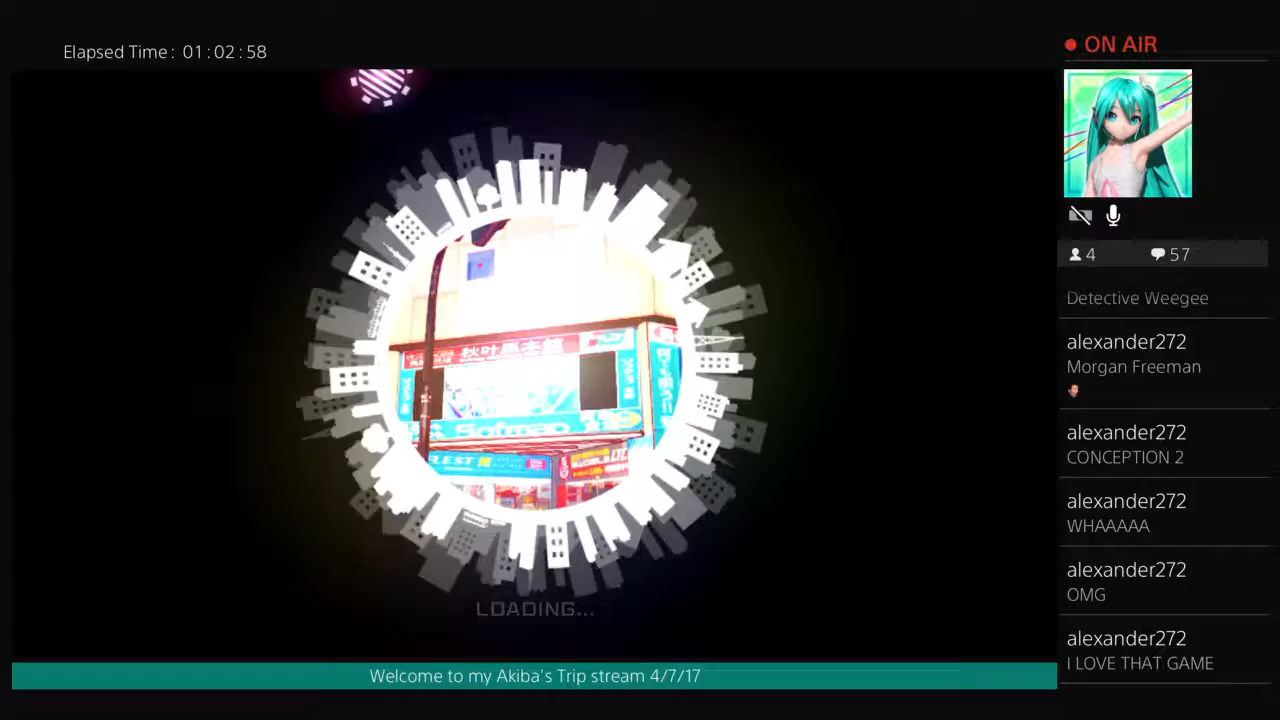 Elapsed Time: 01:02:58
ON AIR
4 57
Detective Weegee
alexander272
Morgan Freeman
alexander272
CONCEPTION 2
alexander272
WHAAAAA
alexander272
OMG
alexander272
I LOVE THAT GAME
Sofmap
LOADING...
Welcome to my Akiba's Trip stream 4/7/17